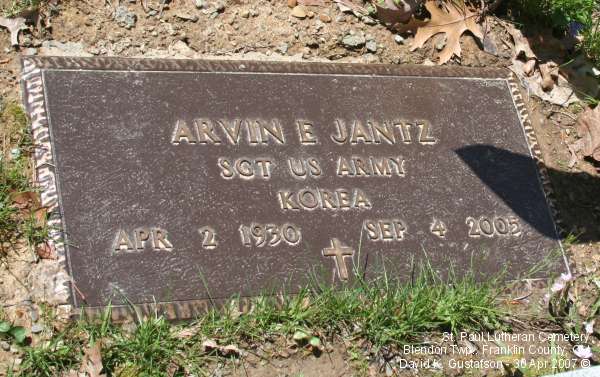 ARVIN E JANTZ
SGT US ARMY
KOREA
APR 2 1930 SEP 4 2005
St. Paul Lutheran Cemetery,
Blendon Twp., Franklin County,
David K. Gustafson - 30 Apr 2007 ©